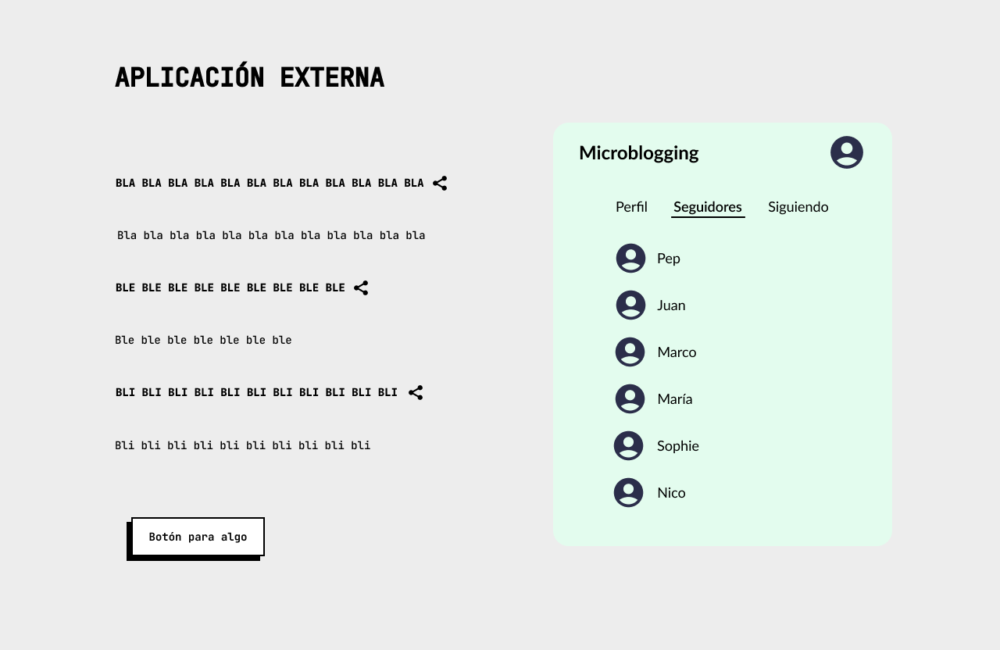 APLICACIÓN EXTERNA
BLA BLA BLA BLA BLA BLA BLA BLA BLA BLA BLA BLA
Bla bla bla bla bla bla bla bla bla bla bla bla
BLE BLE BLE BLE BLE BLE BLE BLE BLE
Ble ble ble ble ble ble ble
BLI BLI BLI BLI BLI BLI BLI BLI BLI BLI BLI
Bli bli bli bli bli bli bli bli bli bli
Botón para algo
Microblogging
Perfil Seguidores Siguiendo
Pep
Juan
Marco
María
Sophie
Nico